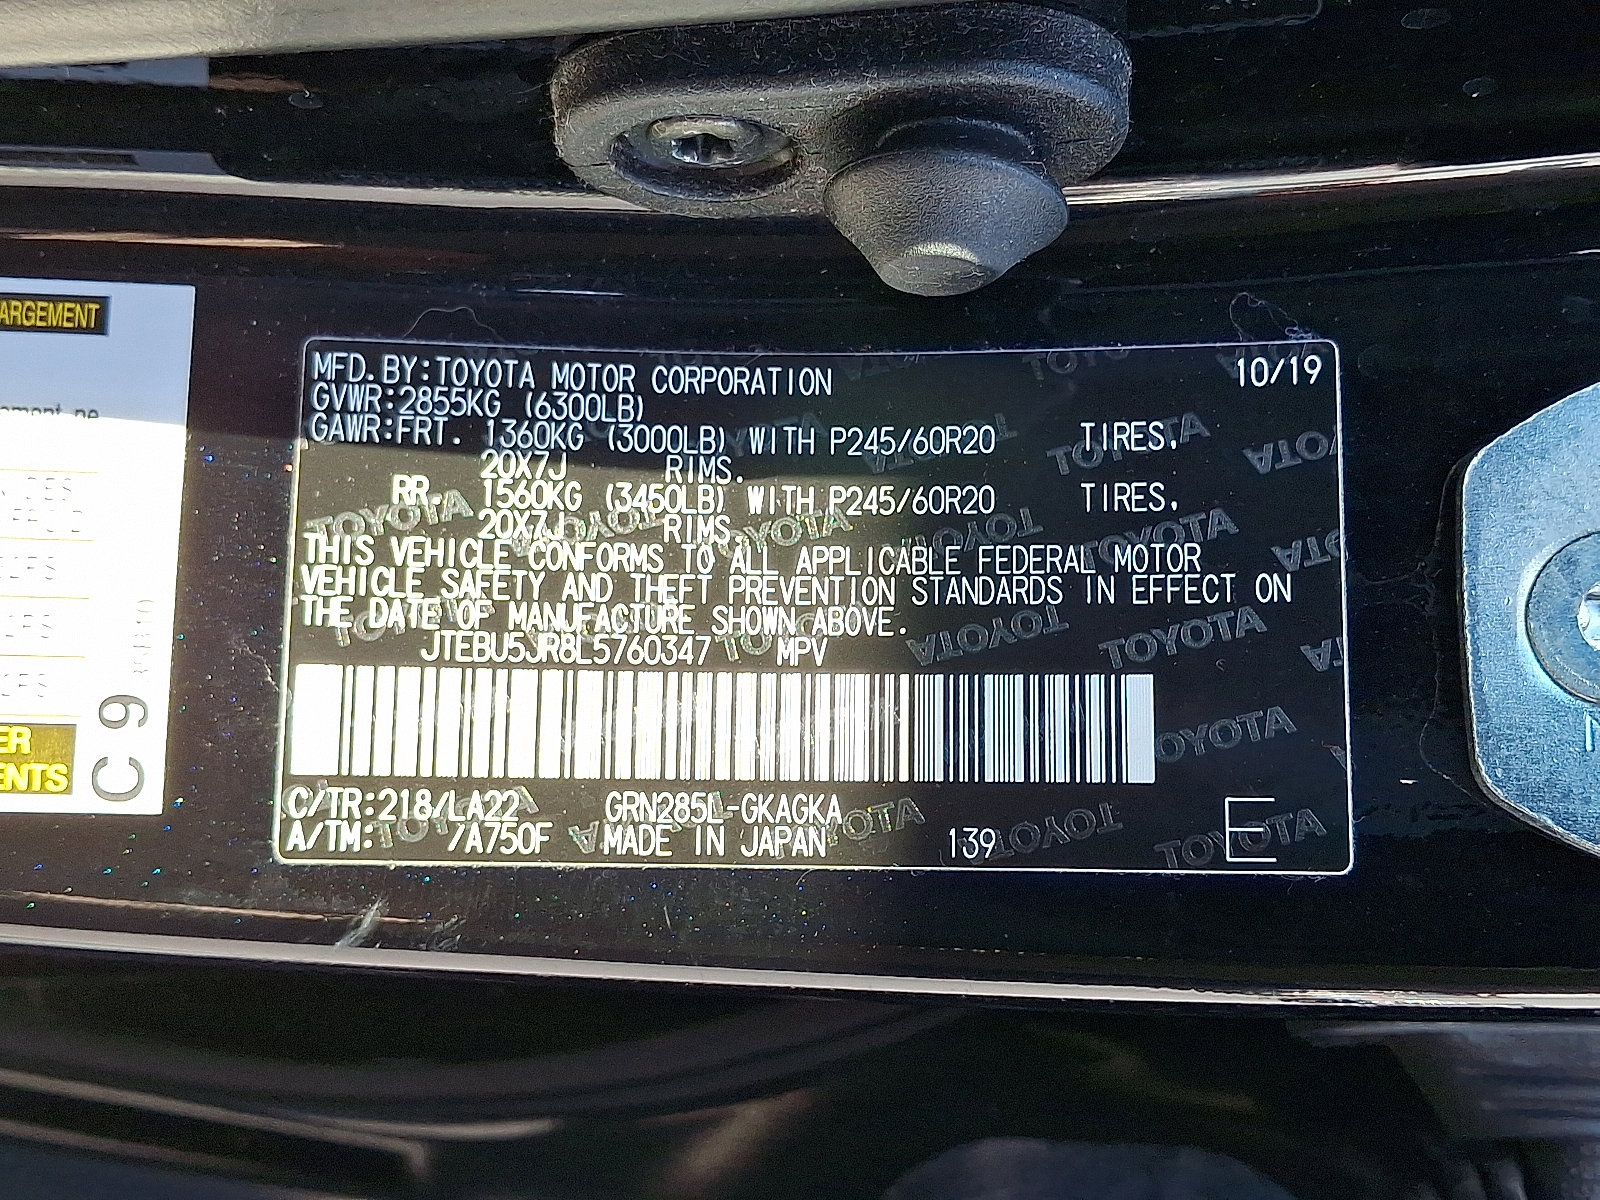 ARGEMENT
C9
ER
ENTS
MFD.BY:TOYOTA MOTOR CORPORATION 10/19
GVWR:2855KG (6300LB)
GAWR:FRT. 1360KG (3000LB) WITH P245/60R20 TIRES.
20X7J RIMS.
RR. 1560KG (3450LB) WITH P245/60R20 TIRES.
20X7J RIMS.
THIS VEHICLE CONFORMS TO ALL APPLICABLE FEDERAL MOTOR
VEHICLE SAFETY AND THEFT PREVENTION STANDARDS IN EFFECT ON
THE DATE OF MANUFACTURE SHOWN ABOVE.
JTEBU5JR8L5760347 MPV
C/TR:218/LA22 GRN285L-GKAGKA
A/TM: /A750F MADE IN JAPAN 139 E